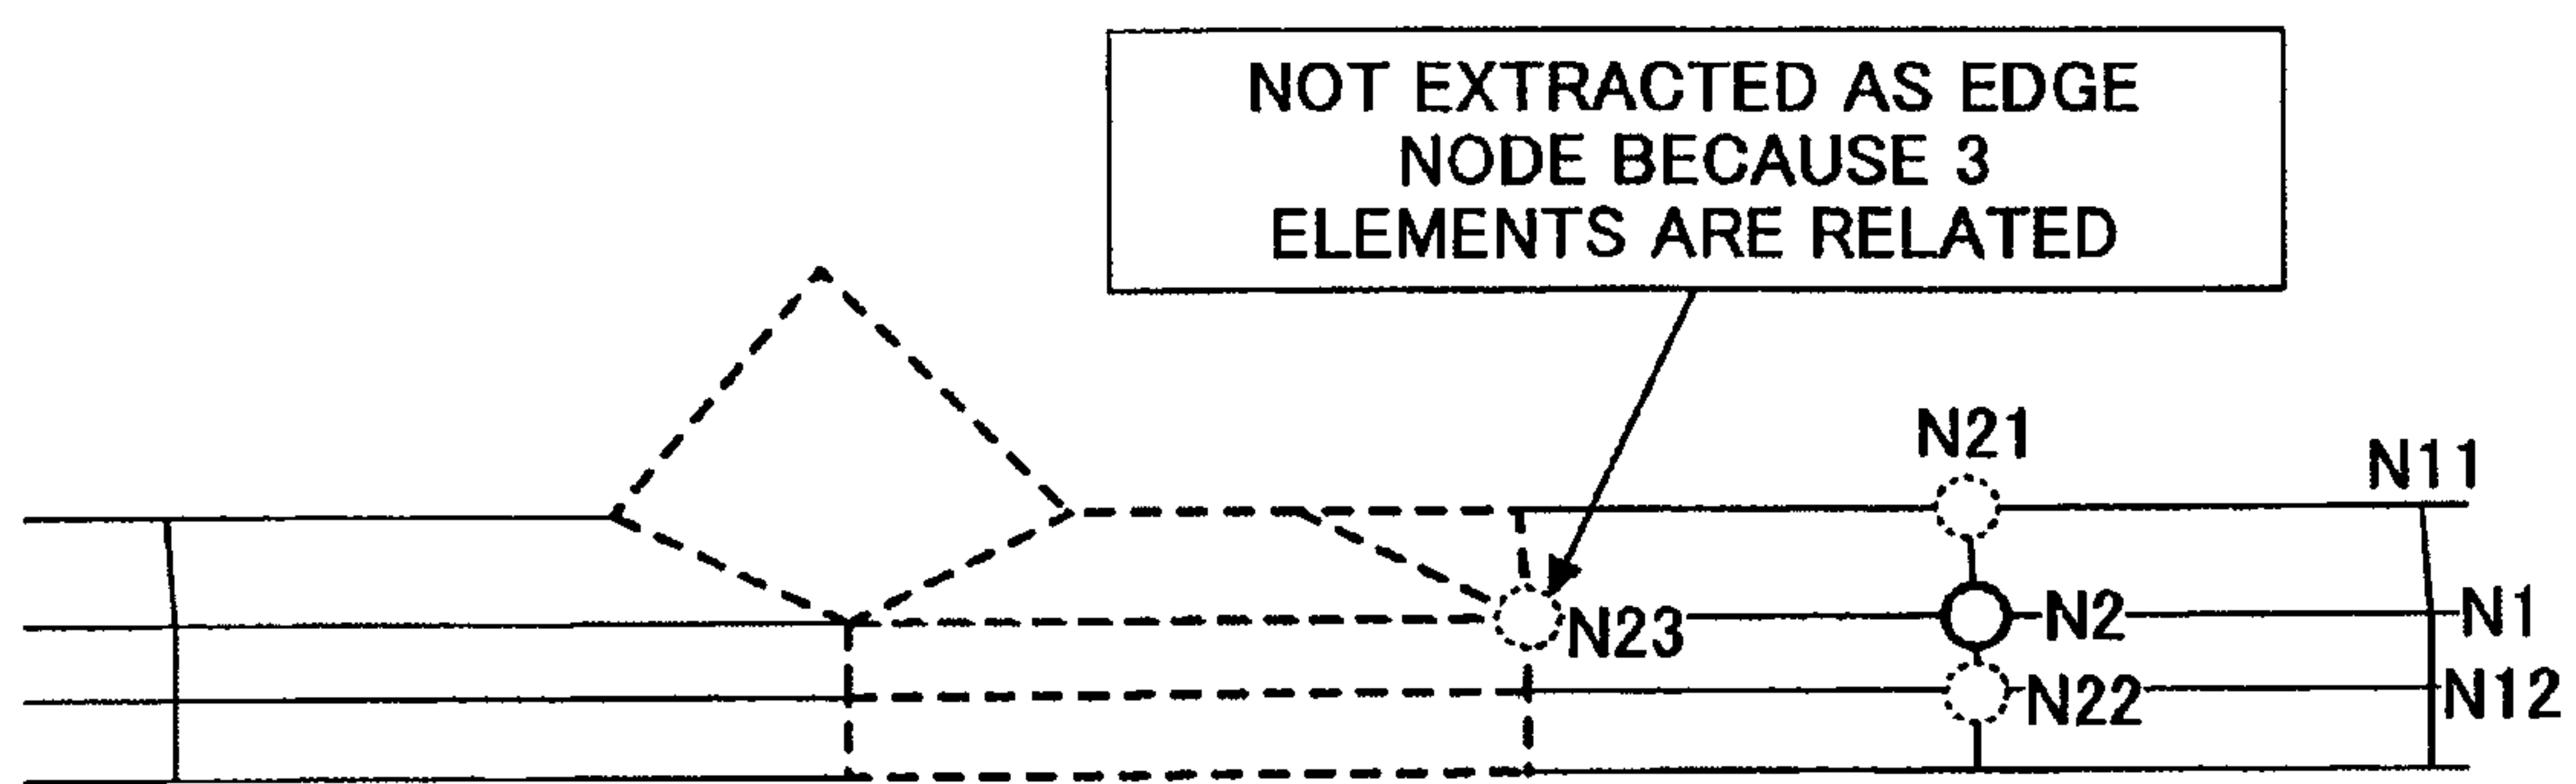 NOT EXTRACTED AS EDGE
NODE BECAUSE 3
ELEMENTS ARE RELATED
N21
N11
N23
N2
N1
N22
N12